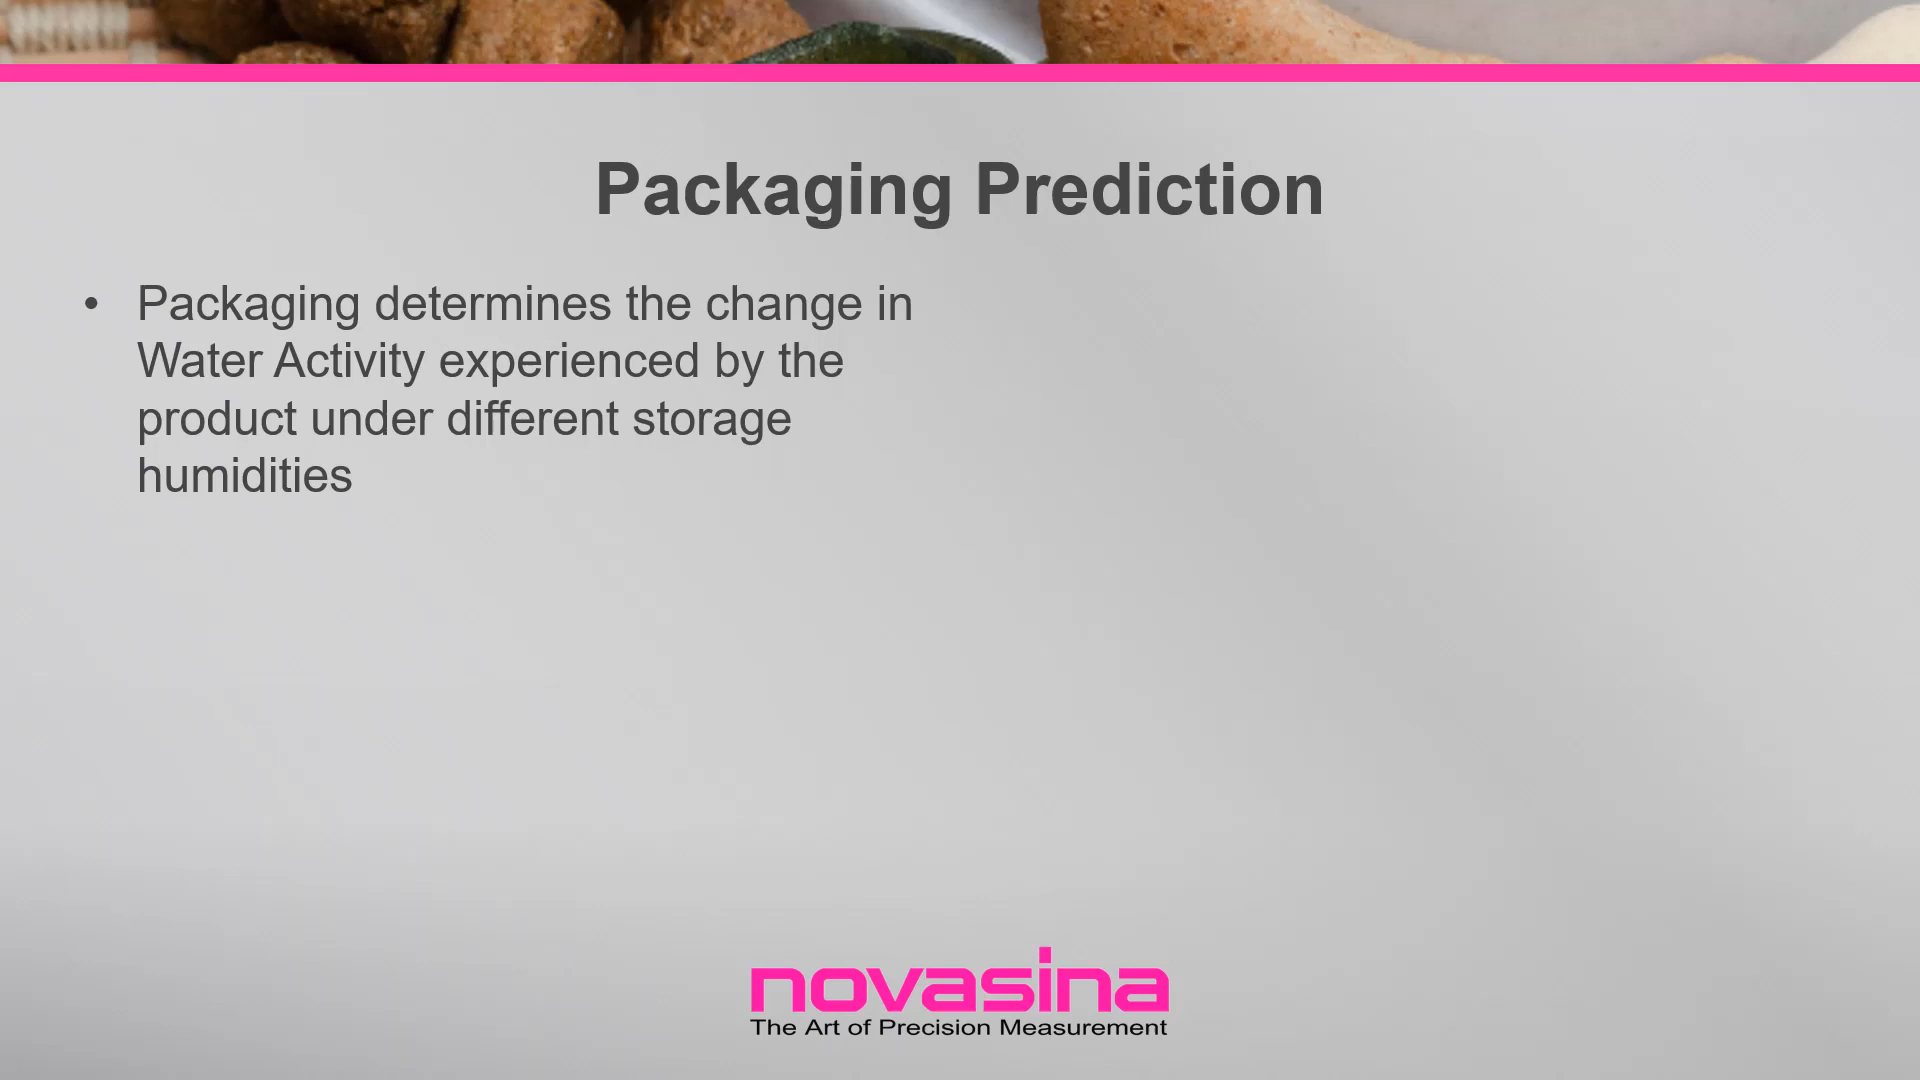 Packaging Prediction
• Packaging determines the change in
Water Activity experienced by the
product under different storage
humidities
novasina
The Art of Precision Measurement